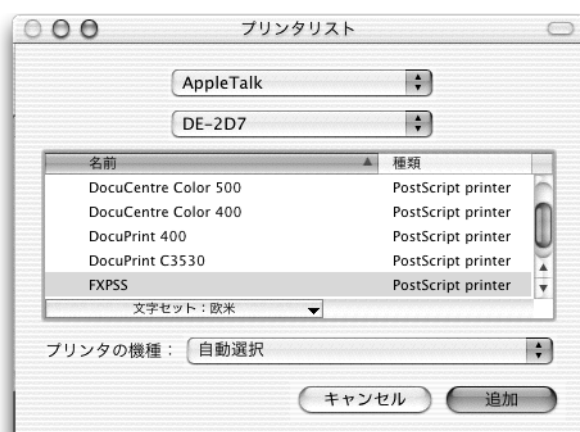 プリンタリスト
AppleTalk
DE-2D7
名前 種類
DocuCentre Color 500 PostScript printer
DocuCentre Color 400 PostScript printer
DocuPrint 400 PostScript printer
DocuPrint C3530 PostScript printer
FXPSS PostScript printer
文字セット：欧米
プリンタの機種： 自動選択
キャンセル 追加